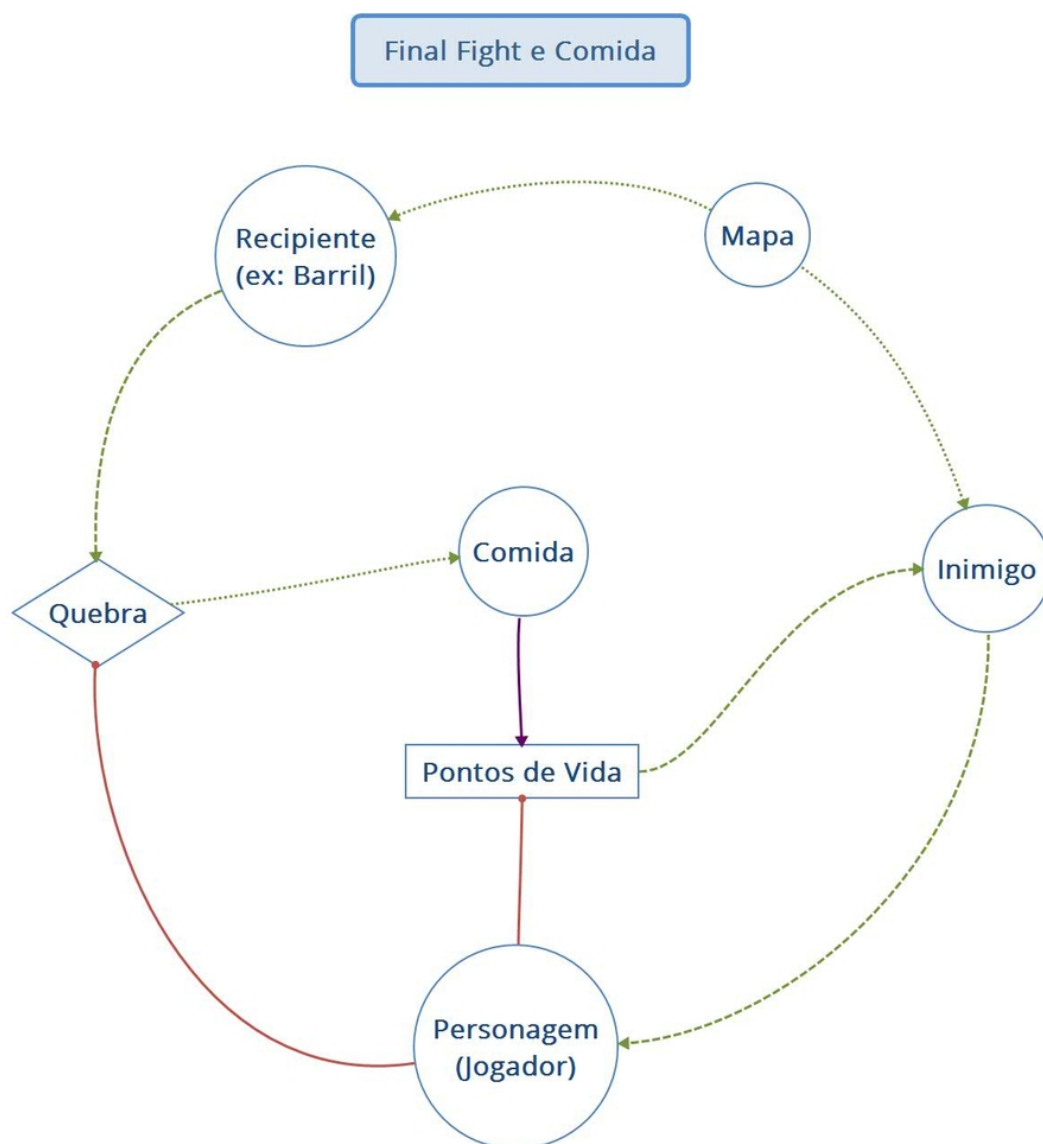 Final Fight e Comida
Recipiente
(ex: Barril)
Mapa
Comida
Inimigo
Quebra
Pontos de Vida
Personagem
(Jogador)